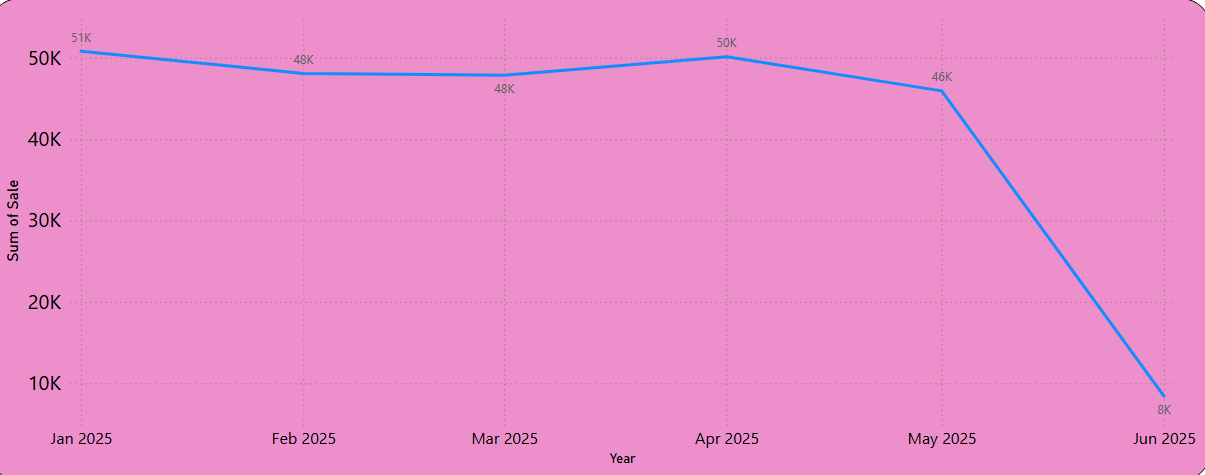 51K
48K
48K
50K
46K
8K
50K
40K
30K
20K
10K
Sum of Sale
Jan 2025
Feb 2025
Mar 2025
Apr 2025
May 2025
Jun 2025
Year